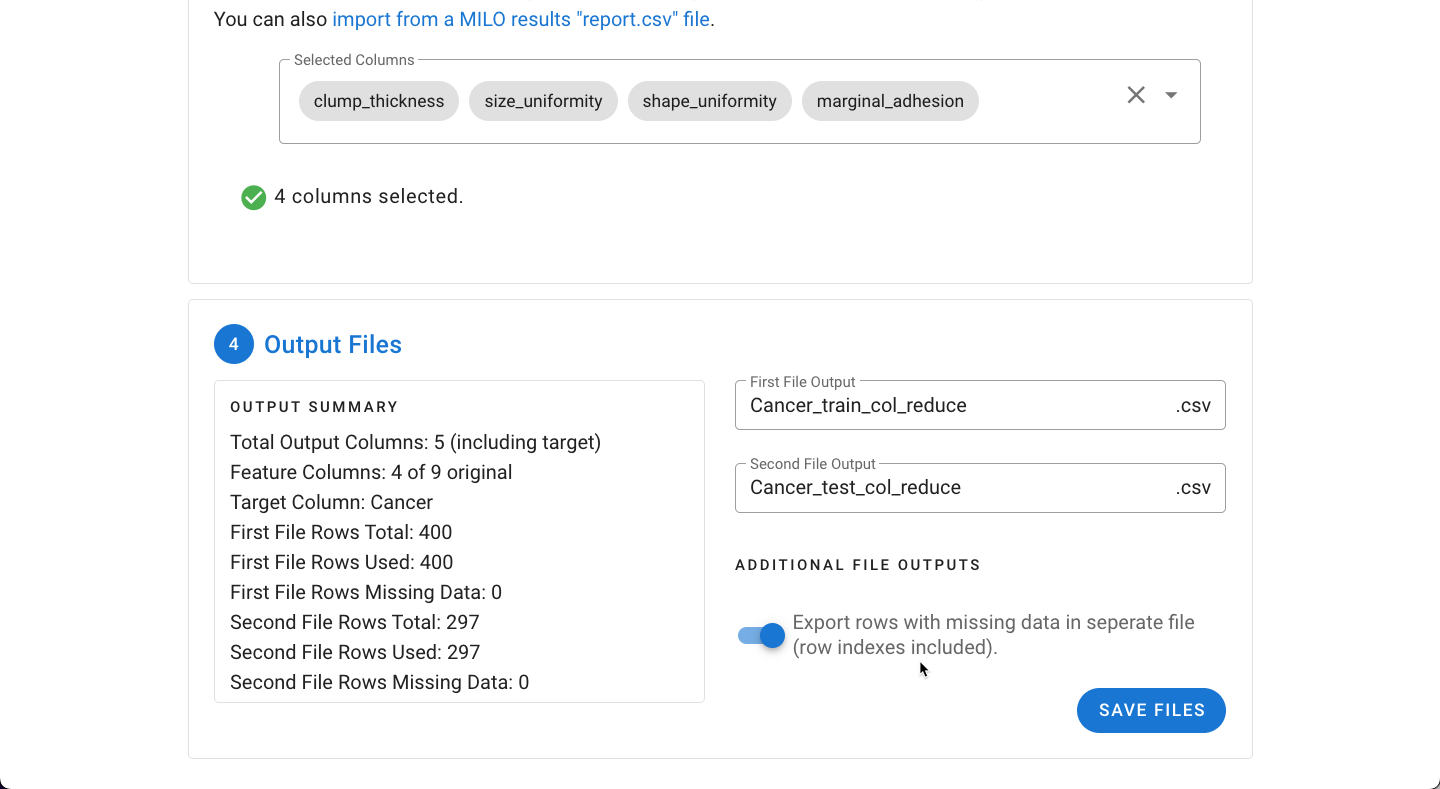 You can also import from a MILO results "report.csv" file.
Selected Columns
clump_thickness size_uniformity shape_uniformity marginal_adhesion
4 columns selected.
4 Output Files
OUTPUT SUMMARY
Total Output Columns: 5 (including target)
Feature Columns: 4 of 9 original
Target Column: Cancer
First File Rows Total: 400
First File Rows Used: 400
First File Rows Missing Data: 0
Second File Rows Total: 297
Second File Rows Used: 297
Second File Rows Missing Data: 0
First File Output
Cancer_train_col_reduce .csv
Second File Output
Cancer_test_col_reduce .csv
ADDITIONAL FILE OUTPUTS
Export rows with missing data in seperate file
(row indexes included).
SAVE FILES